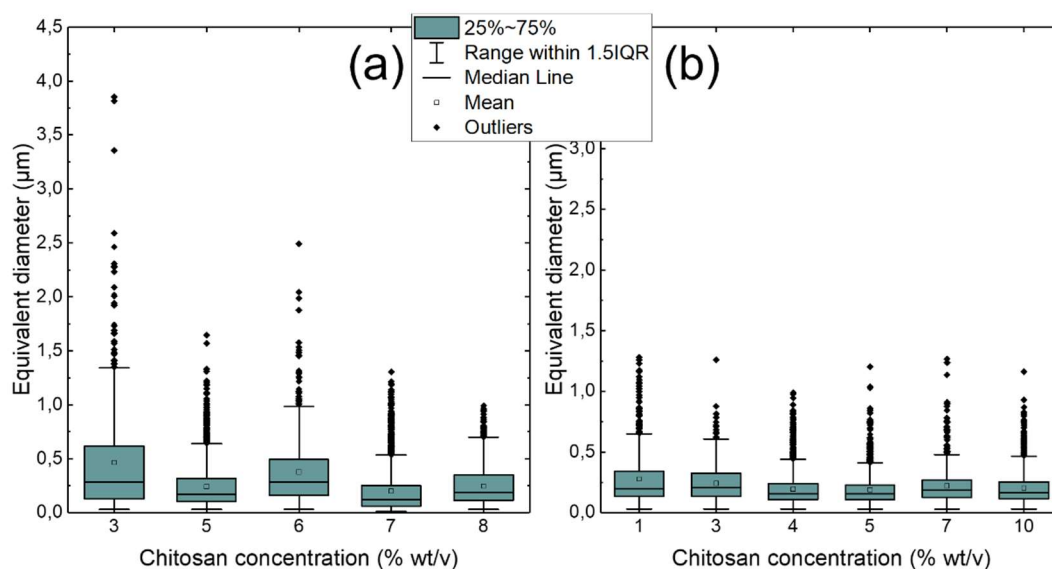 25%~75%
Range within 1.5IQR
Median Line
Mean
Outliers
(a)
Equivalent diameter (µm)
4,5
4,0
3,5
3,0
2,5
2,0
1,5
1,0
0,5
0,0
3 5 6 7 8
Chitosan concentration (% wt/v)
(b)
Equivalent diameter (µm)
3,0
2,5
2,0
1,5
1,0
0,5
0,0
1 3 4 5 7 10
Chitosan concentration (% wt/v)